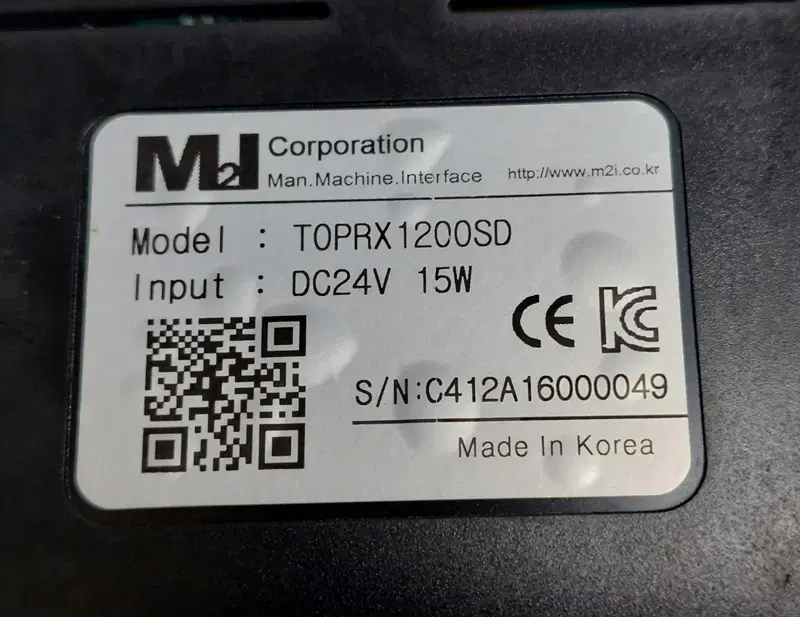 M2I Corporation
Man.Machine.Interface http://www.m2i.co.kr
Model : TOPRX1200SD
Input : DC24V 15W
CE KC
S/N:C412A16000049
Made In Korea